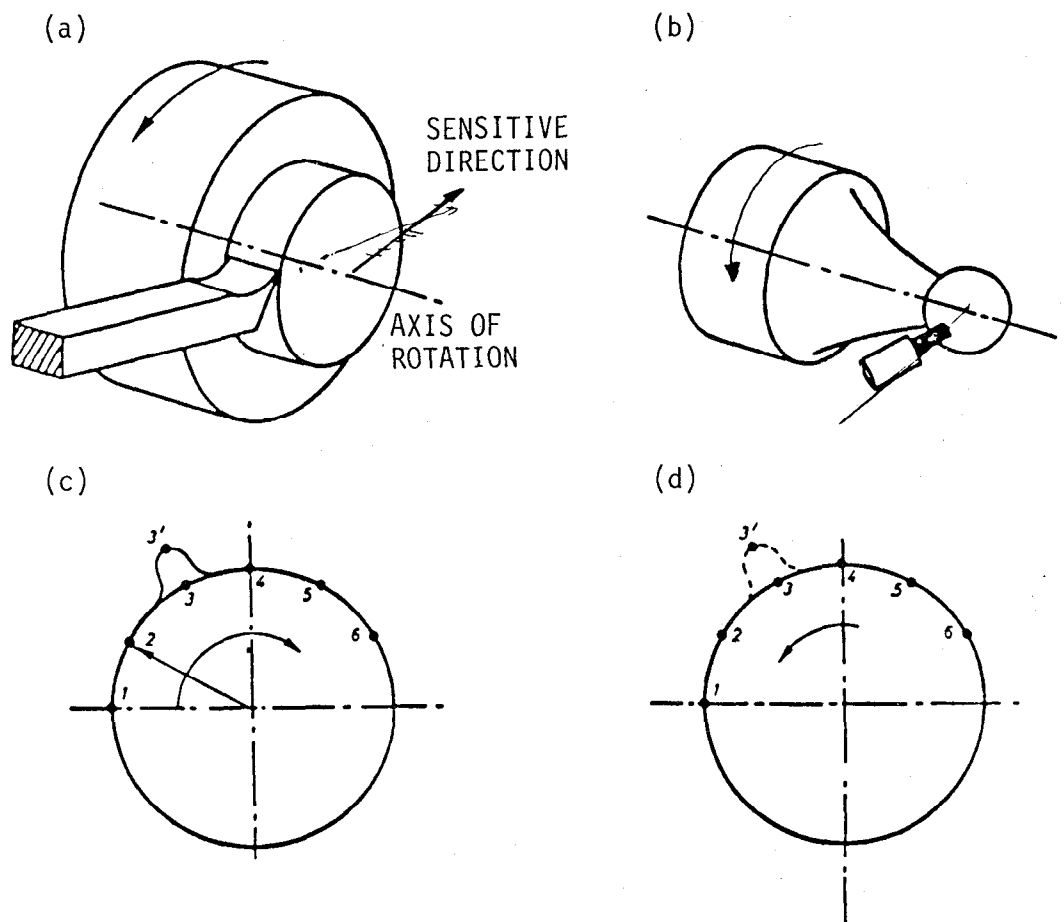 (a)
(b)
SENSITIVE
DIRECTION
AXIS OF
ROTATION
(c)
(d)
3'
3
4
5
2
6
1
3'
3
4
5
2
6
1